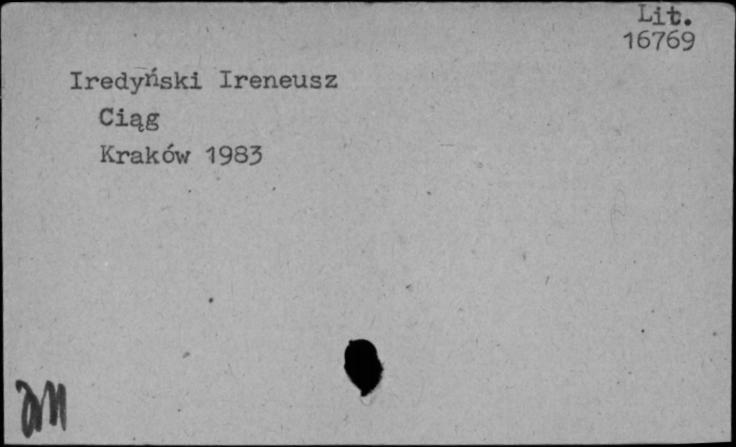 Lit.
16769
Iredyński Ireneusz
Ciąg
Kraków 1983